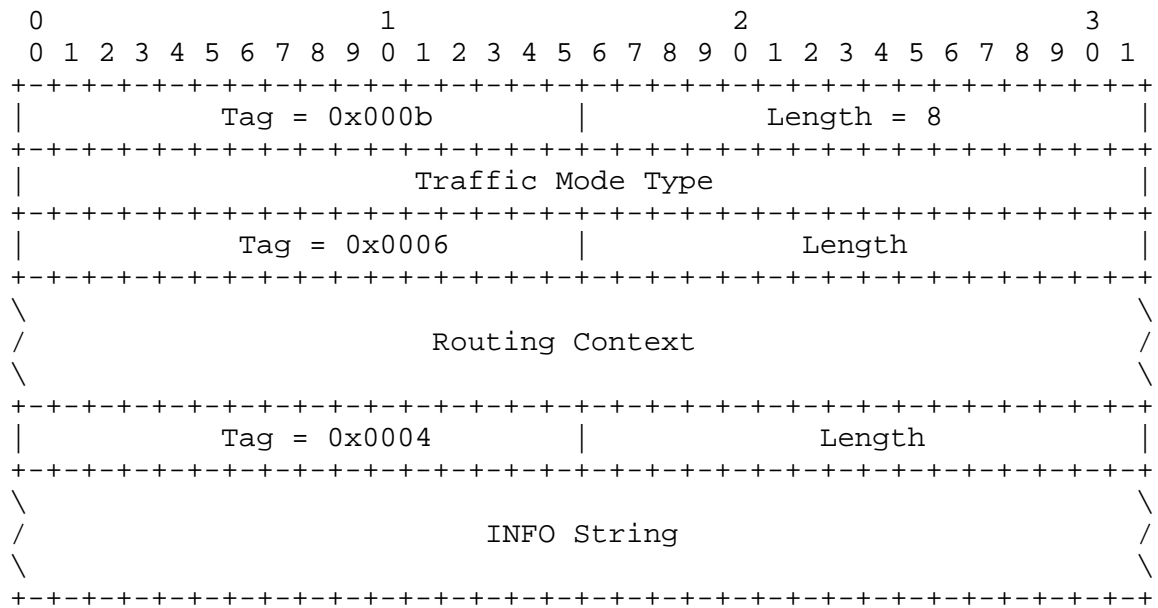 0                   1                   2                   3
 0 1 2 3 4 5 6 7 8 9 0 1 2 3 4 5 6 7 8 9 0 1 2 3 4 5 6 7 8 9 0 1
+-+-+-+-+-+-+-+-+-+-+-+-+-+-+-+-+-+-+-+-+-+-+-+-+-+-+-+-+-+-+-+-+
|           Tag = 0x000b        |          Length = 8           |
+-+-+-+-+-+-+-+-+-+-+-+-+-+-+-+-+-+-+-+-+-+-+-+-+-+-+-+-+-+-+-+-+
|                      Traffic Mode Type                        |
+-+-+-+-+-+-+-+-+-+-+-+-+-+-+-+-+-+-+-+-+-+-+-+-+-+-+-+-+-+-+-+-+
|            Tag = 0x0006       |            Length             |
+-+-+-+-+-+-+-+-+-+-+-+-+-+-+-+-+-+-+-+-+-+-+-+-+-+-+-+-+-+-+-+-+
\                                                               \
/                       Routing Context                         /
\                                                               \
+-+-+-+-+-+-+-+-+-+-+-+-+-+-+-+-+-+-+-+-+-+-+-+-+-+-+-+-+-+-+-+-+
|           Tag = 0x0004        |             Length            |
+-+-+-+-+-+-+-+-+-+-+-+-+-+-+-+-+-+-+-+-+-+-+-+-+-+-+-+-+-+-+-+-+
\                                                               \
/                          INFO String                          /
\                                                               \
+-+-+-+-+-+-+-+-+-+-+-+-+-+-+-+-+-+-+-+-+-+-+-+-+-+-+-+-+-+-+-+-+